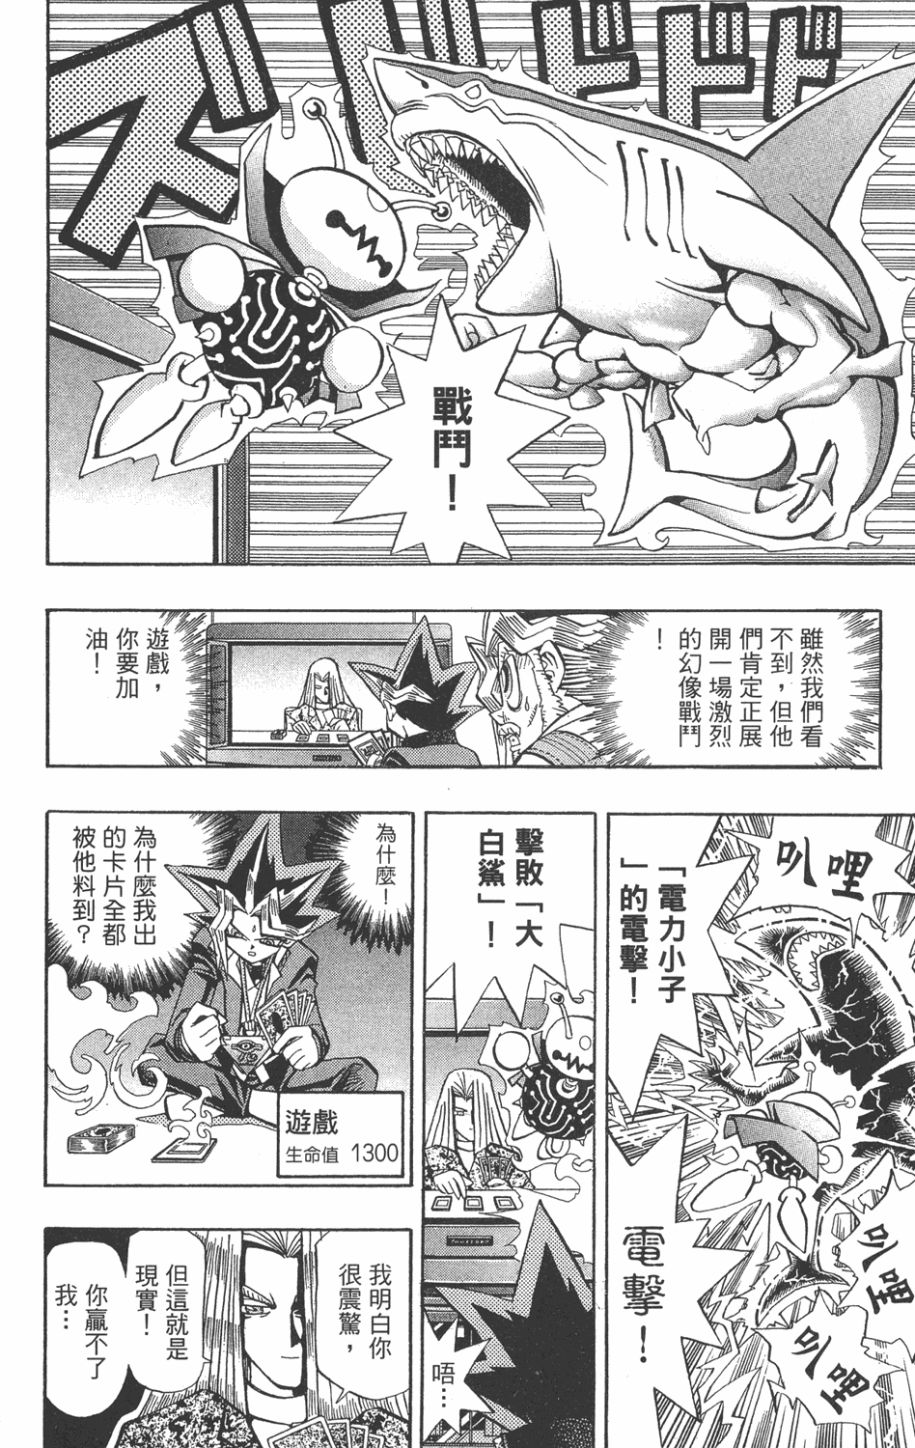 ズドドドド
戰鬥！
雖然我們看
不到，但他
們肯定正展
開一場激烈
的幻像戰鬥
！
遊戲，
你要加
油！
叭哩
「電力小子
」的電擊！
叭哩
叭哩
電擊！
擊敗「大
白鯊」！
唔…
為什麼！
為什麼我出
的卡片全都
被他料到？
遊戲
生命值 1300
我明白你
很震驚，
但這就是
現實！
你贏不了
我…